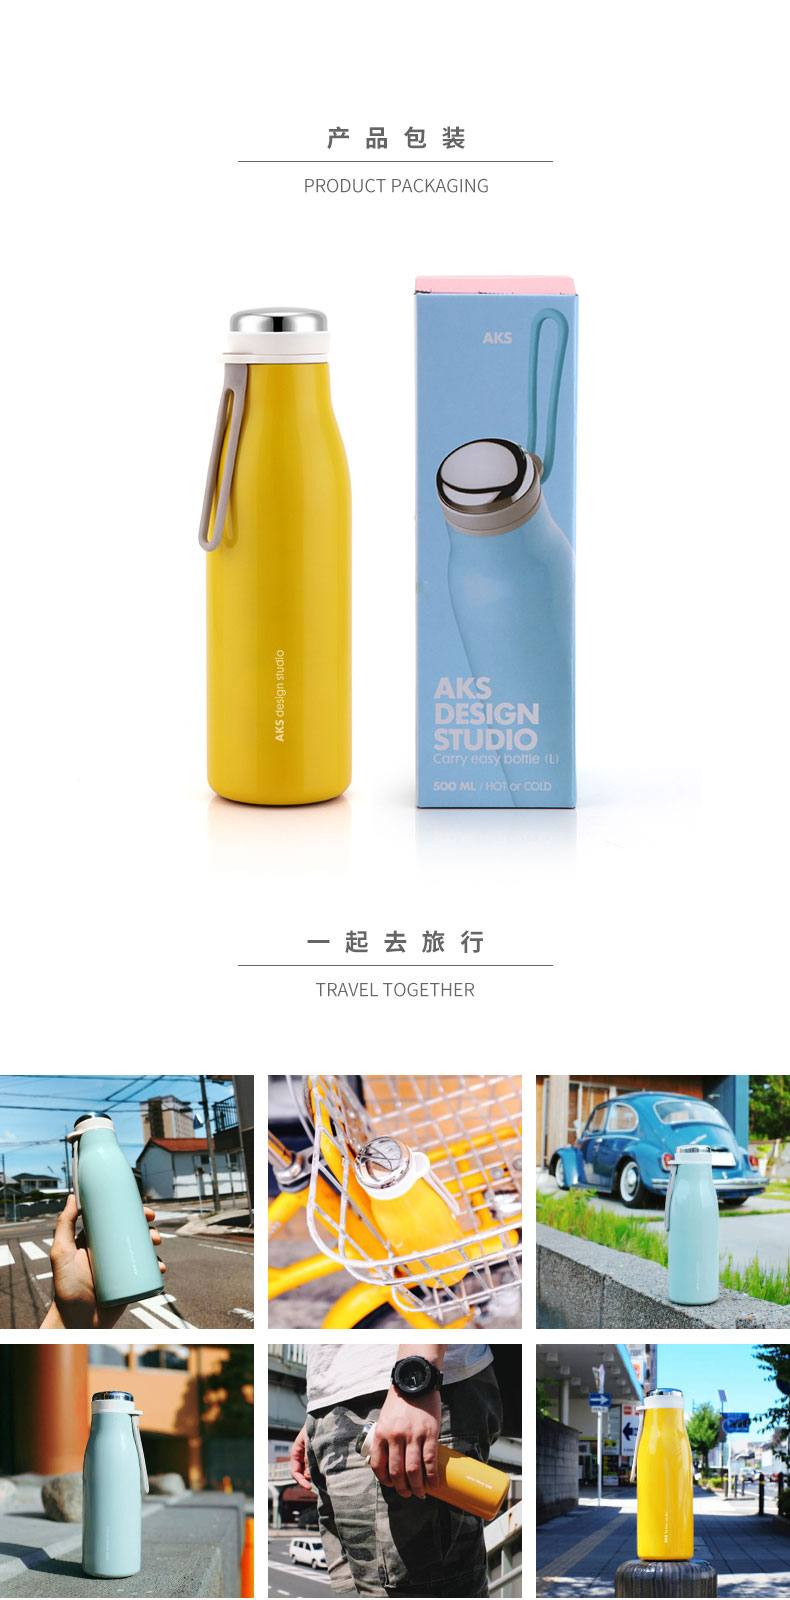 产品包装
PRODUCT PACKAGING
AKS
AKS design studio
AKS
DESIGN
STUDIO
Carry easy bottle (L)
500 ML / HOT or COLD
一起去旅行
TRAVEL TOGETHER